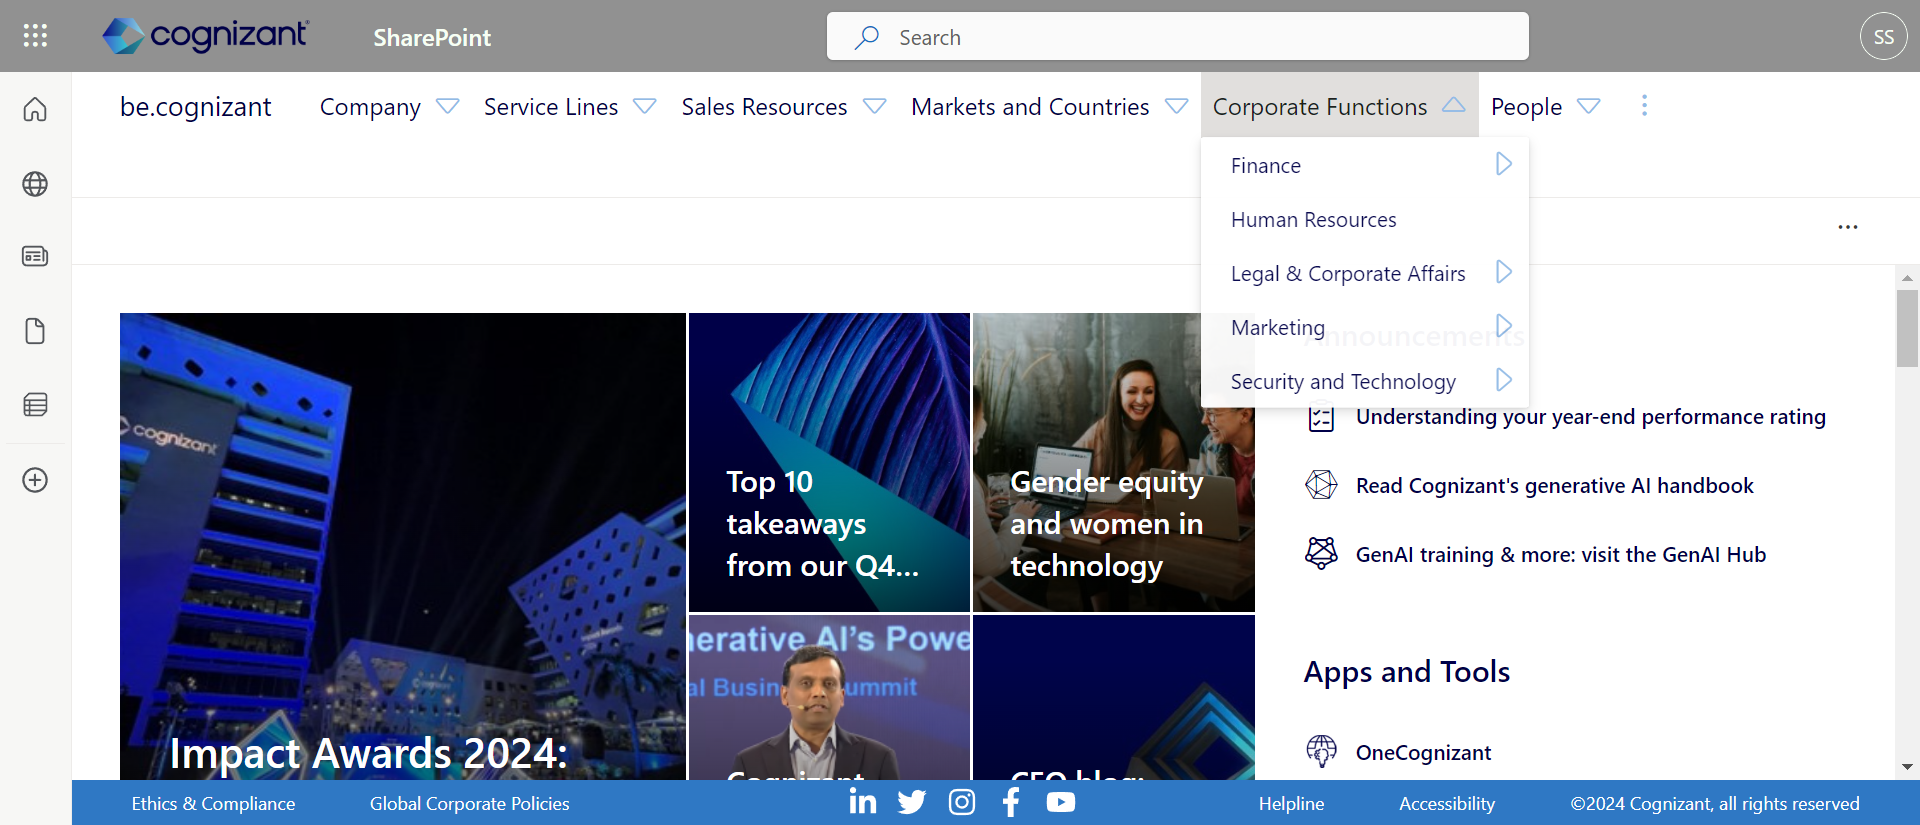 cognizant
SharePoint
Search
SS
be.cognizant
Company
Service Lines
Sales Resources
Markets and Countries
Corporate Functions
People
Finance
Human Resources
Legal & Corporate Affairs
Marketing
Security and Technology
Announcements
Understanding your year-end performance rating
Read Cognizant's generative AI handbook
GenAI training & more: visit the GenAI Hub
Apps and Tools
OneCognizant
cognizant
Impact Awards 2024:
Top 10
takeaways
from our Q4...
Gender equity
and women in
technology
nerative AI's Powe
al Busin ummit
Cognizant
CEO blog:
Ethics & Compliance
Global Corporate Policies
Helpline
Accessibility
©2024 Cognizant, all rights reserved